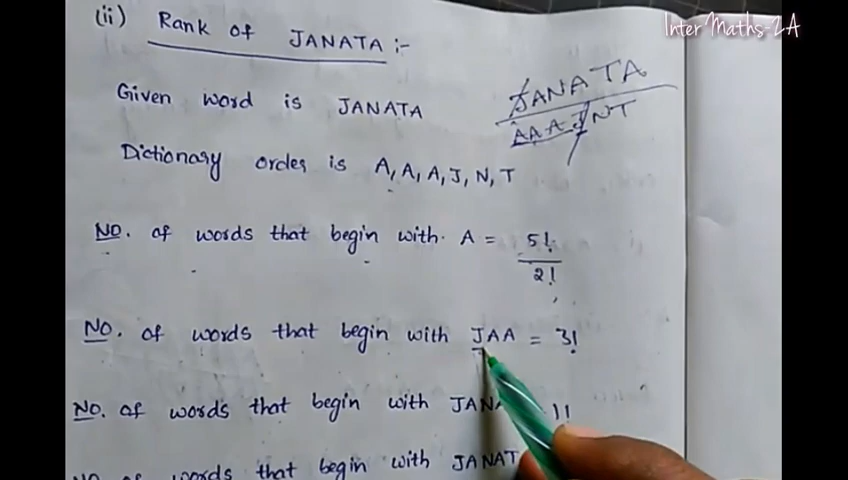 Inter Maths-2A
(ii) Rank of JANATA :-
JANATA
AAAJNT
Given word is JANATA
Dictionary order is A, A, A, J, N, T
NO. of words that begin with A = 5!
2!
NO. of words that begin with JAA = 3!
NO. of words that begin with
of words that begin with JANAT